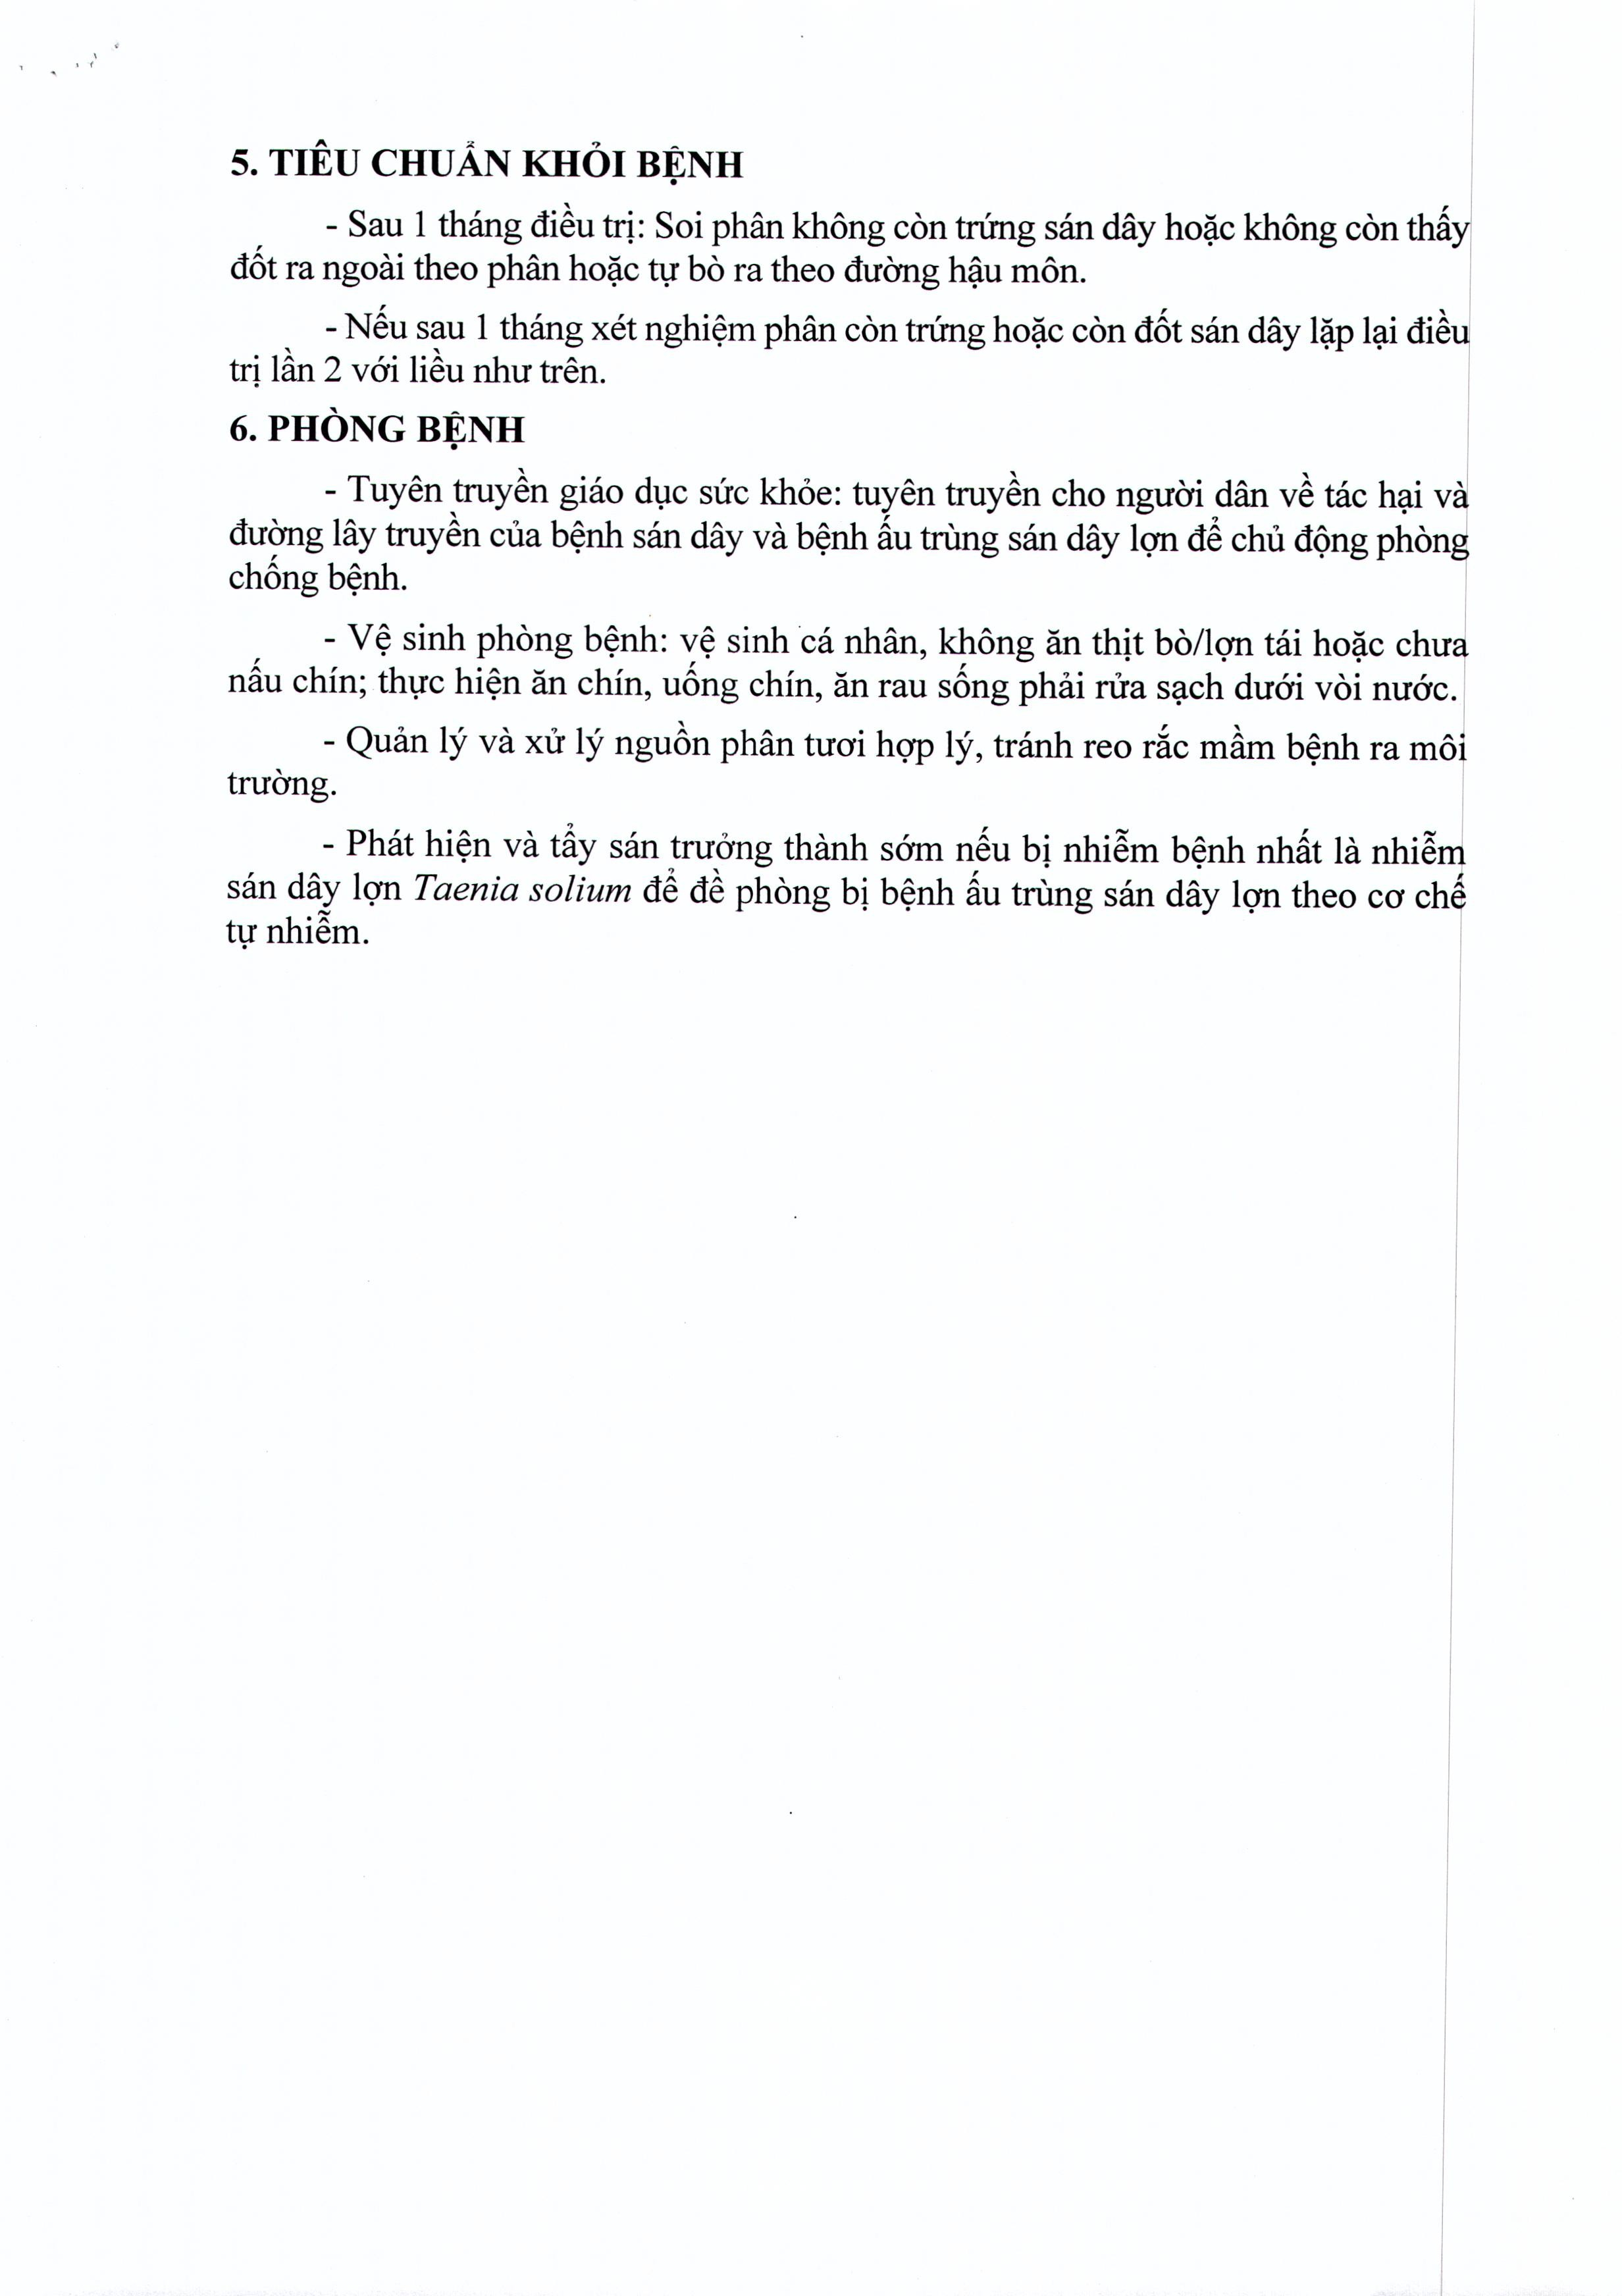 5. TIÊU CHUẨN KHỎI BỆNH
- Sau 1 tháng điều trị: Soi phân không còn trứng sán dây hoặc không còn thấy
đốt ra ngoài theo phân hoặc tự bò ra theo đường hậu môn.
- Nếu sau 1 tháng xét nghiệm phân còn trứng hoặc còn đốt sán dây lặp lại điều
trị lần 2 với liều như trên.
6. PHÒNG BỆNH
- Tuyên truyền giáo dục sức khỏe: tuyên truyền cho người dân về tác hại và
đường lây truyền của bệnh sán dây và bệnh ấu trùng sán dây lợn để chủ động phòng
chống bệnh.
- Vệ sinh phòng bệnh: vệ sinh cá nhân, không ăn thịt bò/lợn tái hoặc chưa
nấu chín; thực hiện ăn chín, uống chín, ăn rau sống phải rửa sạch dưới vòi nước.
- Quản lý và xử lý nguồn phân tươi hợp lý, tránh reo rắc mầm bệnh ra môi
trường.
- Phát hiện và tẩy sán trưởng thành sớm nếu bị nhiễm bệnh nhất là nhiễm
sán dây lợn Taenia solium để đề phòng bị bệnh ấu trùng sán dây lợn theo cơ chế
tự nhiễm.